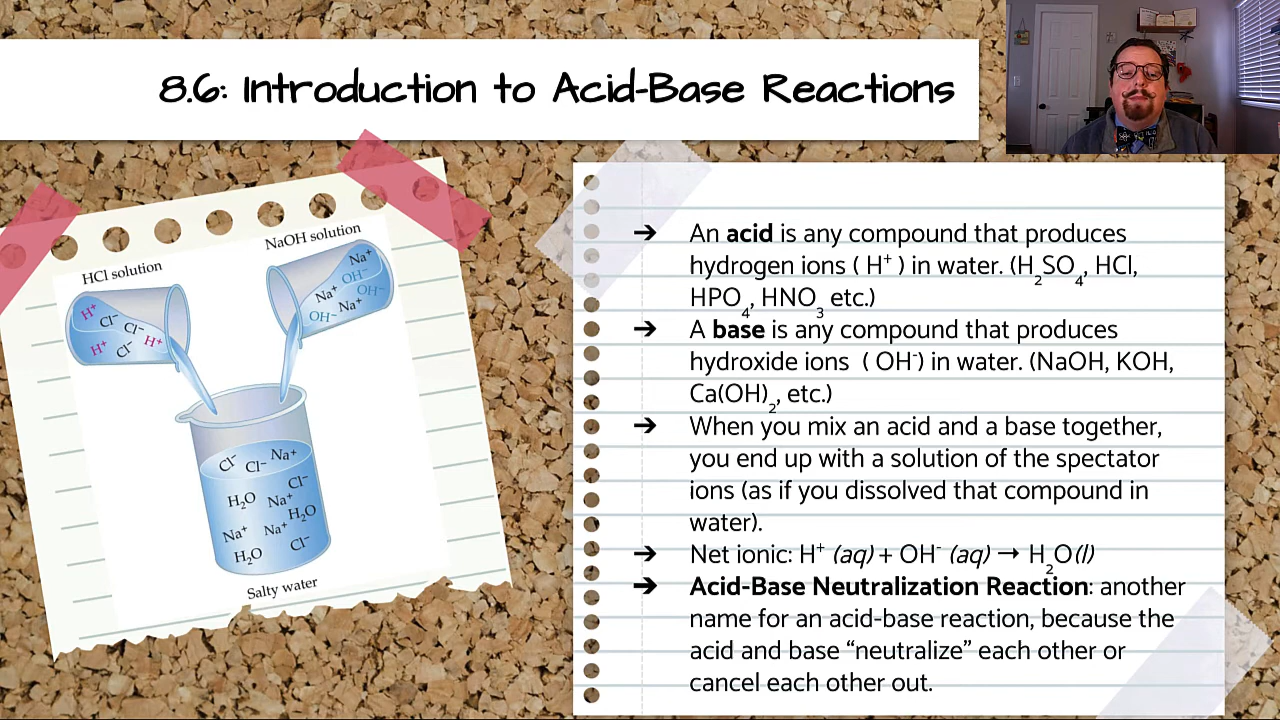 8.6: Introduction to Acid-Base Reactions
HCl solution
NaOH solution
H⁺
Cl⁻
Cl⁻
H⁺
Cl⁻
H⁺
Na⁺
OH⁻
Na⁺
OH⁻
Na⁺
OH⁻
Cl⁻
Cl⁻
Na⁺
Cl⁻
H₂O
Na⁺
H₂O
Na⁺
Na⁺
Cl⁻
H₂O
Salty water
➔ An acid is any compound that produces
hydrogen ions ( H⁺ ) in water. (H₂SO₄, HCl,
HPO₄, HNO₃ etc.)
➔ A base is any compound that produces
hydroxide ions ( OH⁻) in water. (NaOH, KOH,
Ca(OH)₂, etc.)
➔ When you mix an acid and a base together,
you end up with a solution of the spectator
ions (as if you dissolved that compound in
water).
➔ Net ionic: H⁺ (aq) + OH⁻ (aq) → H₂O(l)
➔ Acid-Base Neutralization Reaction: another
name for an acid-base reaction, because the
acid and base “neutralize” each other or
cancel each other out.